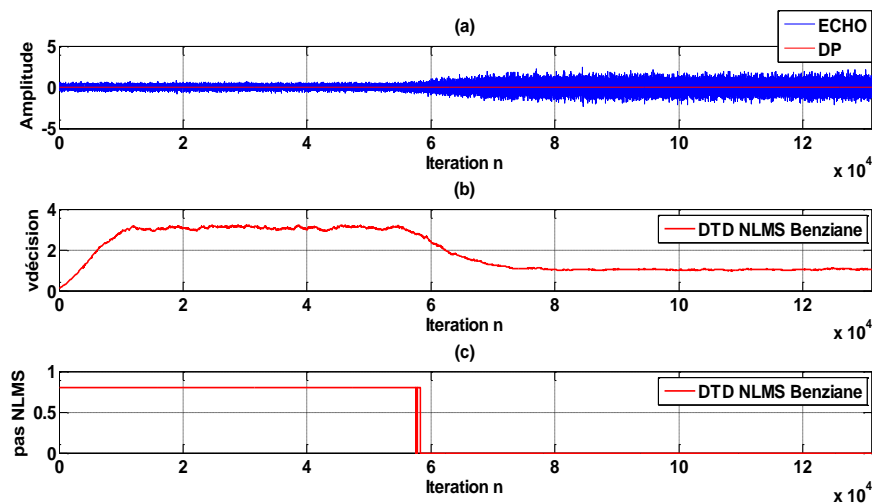 (a)
ECHO
DP
Amplitude
5
0
-5
0 2 4 6 8 10 12
Iteration n
x 10^4
(b)
DTD NLMS Benziane
vdécision
4
2
0
0 2 4 6 8 10 12
Iteration n
x 10^4
(c)
DTD NLMS Benziane
pas NLMS
1
0.5
0
0 2 4 6 8 10 12
Iteration n
x 10^4